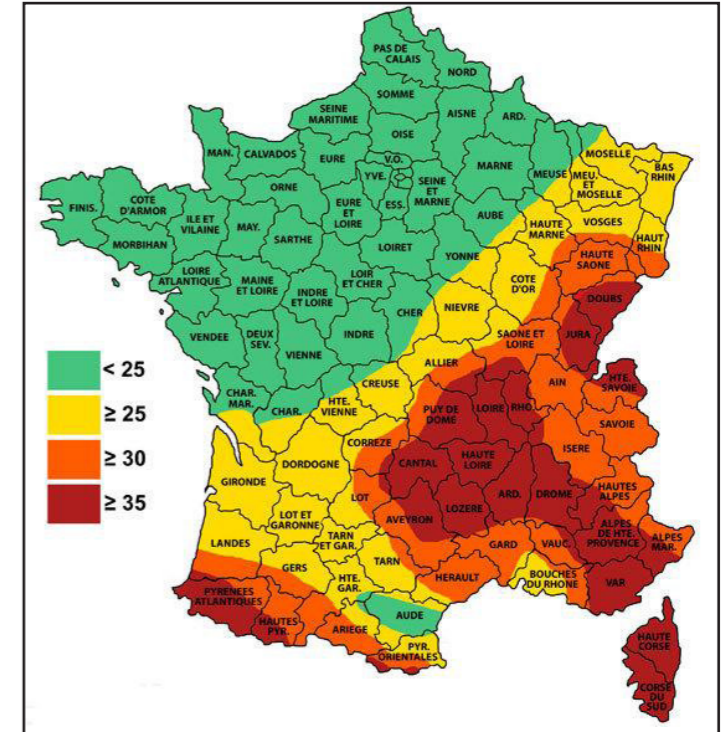 PAS DE
CALAIS
NORD
SOMME
SEINE
MARITIME
AISNE
ARD.
OISE
MAN.
CALVADOS
EURE
V.O.
MARNE
MEUSE
MOSELLE
BAS
RHIN
MEU.
ET
MOSELLE
YVE.
SEINE
ET
MARNE
ESS.
ORNE
EURE
ET
LOIR
FINIS.
COTE
D'ARMOR
ILE ET
VILAINE
MAY.
SARTHE
AUBE
HAUTE
MARNE
VOSGES
HAUT
RHIN
MORBIHAN
LOIRET
YONNE
HAUTE
SAONE
LOIRE
ATLANTIQUE
MAINE
ET LOIRE
INDRE
ET LOIRE
LOIR
ET CHER
COTE
D'OR
DOUBS
CHER
NIEVRE
VENDEE
DEUX
SEV.
VIENNE
INDRE
SAONE ET
LOIRE
JURA
ALLIER
< 25
≥ 25
≥ 30
≥ 35
CHAR.
MAR.
CHAR.
HTE.
VIENNE
CREUSE
PUY DE
DOME
LOIRE
RHO.
AIN
HTE.
SAVOIE
SAVOIE
ISERE
CORREZE
DORDOGNE
GIRONDE
CANTAL
HAUTE
LOIRE
LOT
LOT ET
GARONNE
AVEYRON
LOZERE
ARD.
DROME
HAUTES
ALPES
LANDES
TARN
ET GAR.
TARN
GARD
VAUC.
ALPES
DE HTE.
PROVENCE
ALPES
MAR.
GERS
HTE.
GAR.
HERAULT
BOUCHES
DU RHONE
VAR
PYRENEES
ATLANTIQUES
HAUTES
PYR.
ARIEGE
AUDE
PYR.
ORIENTALES
HAUTE
CORSE
CORSE
DU
SUD